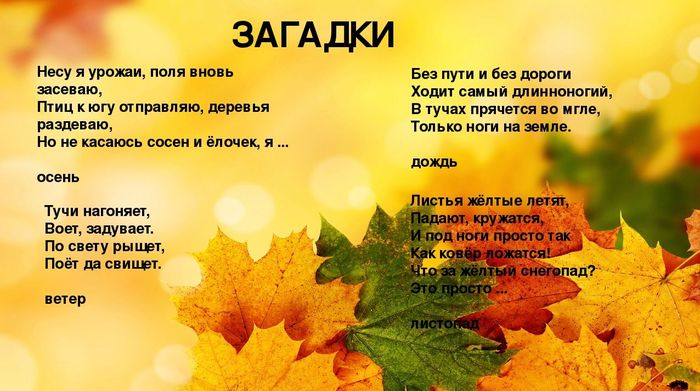 ЗАГАДКИ
Несу я урожаи, поля вновь
засеваю,
Птиц к югу отправляю, деревья
раздеваю,
Но не касаюсь сосен и ёлочек, я ...
осень
Тучи нагоняет,
Воет, задувает.
По свету рыщет,
Поёт да свищет.
ветер
Без пути и без дороги
Ходит самый длинноногий,
В тучах прячется во мгле,
Только ноги на земле.
дождь
Листья жёлтые летят,
Падают, кружатся,
И под ноги просто так
Как ковёр ложатся!
Что за жёлтый снегопад?
Это просто ...
листопад